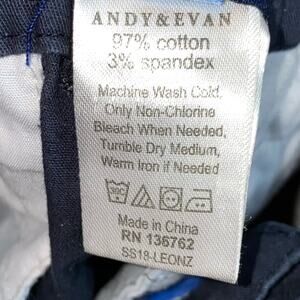 ANDY&EVAN
97% cotton
3% spandex
Machine Wash Cold,
Only Non-Chlorine
Bleach When Needed,
Tumble Dry Medium,
Warm Iron if Needed
30C
Made in China
RN 136762
SS18-LEONZ